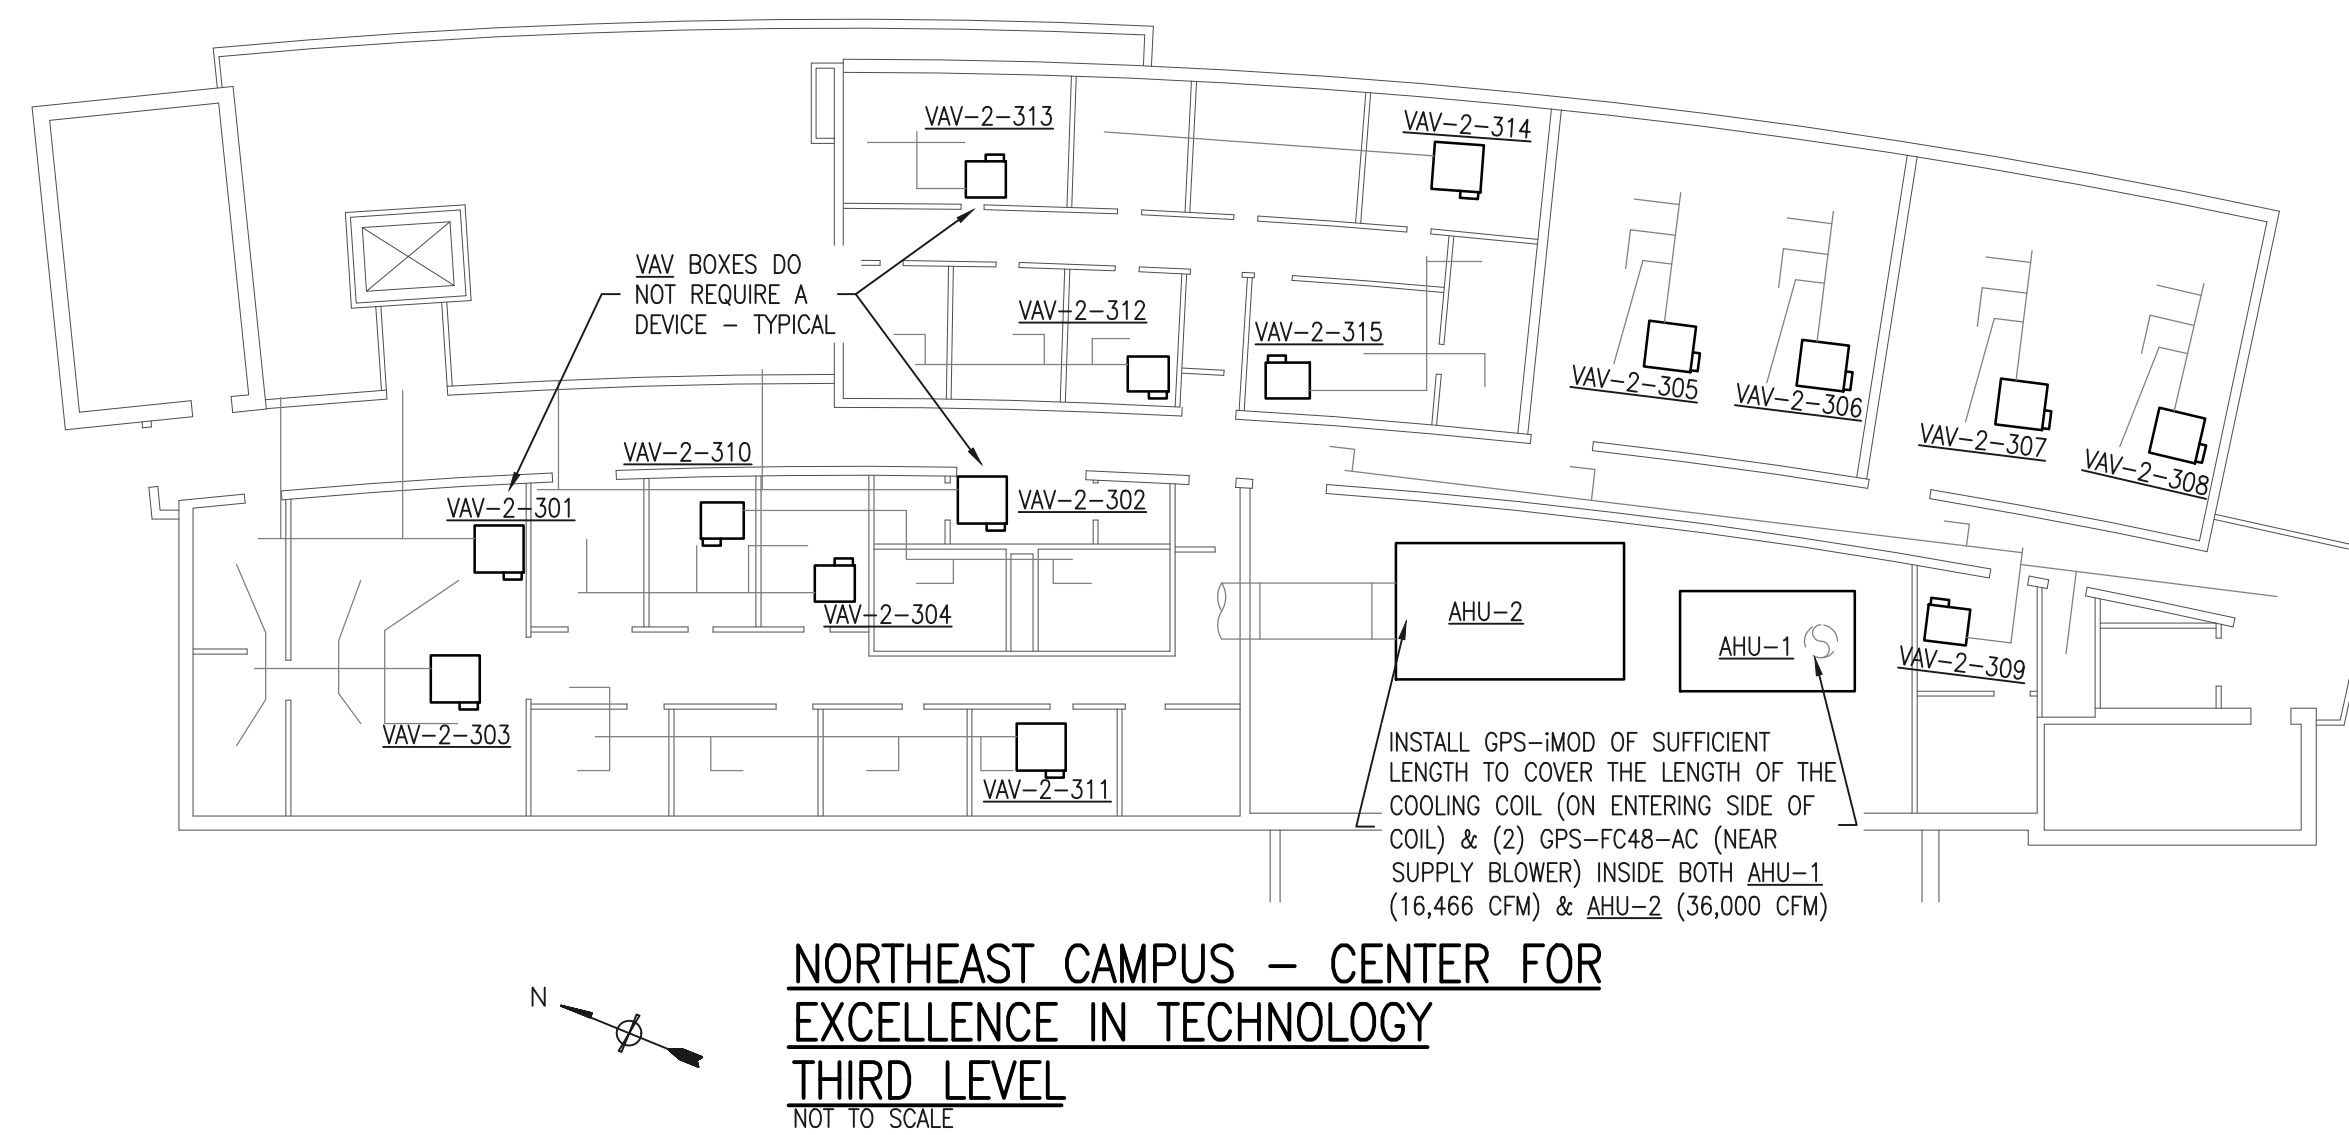 VAV-2-313
VAV-2-314
VAV BOXES DO
NOT REQUIRE A
DEVICE - TYPICAL
VAV-2-312
VAV-2-315
VAV-2-305
VAV-2-306
VAV-2-307
VAV-2-308
VAV-2-310
VAV-2-301
VAV-2-302
VAV-2-304
AHU-2
AHU-1
VAV-2-309
VAV-2-303
VAV-2-311
INSTALL GPS-iMOD OF SUFFICIENT
LENGTH TO COVER THE LENGTH OF THE
COOLING COIL (ON ENTERING SIDE OF
COIL) & (2) GPS-FC48-AC (NEAR
SUPPLY BLOWER) INSIDE BOTH AHU-1
(16,466 CFM) & AHU-2 (36,000 CFM)
N
NORTHEAST CAMPUS - CENTER FOR
EXCELLENCE IN TECHNOLOGY
THIRD LEVEL
NOT TO SCALE